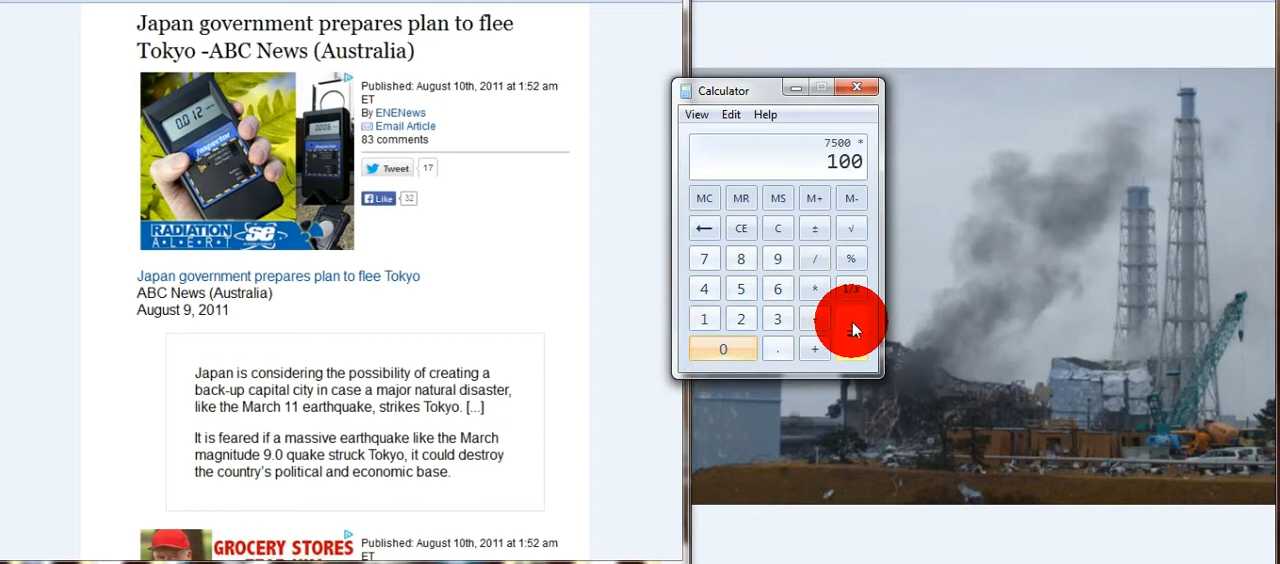 Japan government prepares plan to flee
Tokyo -ABC News (Australia)
Published: August 10th, 2011 at 1:52 am
ET
By ENENews
Email Article
83 comments
Tweet 17
Like 32
0.012
Inspector
RADIATION
ALERT
se
Japan government prepares plan to flee Tokyo
ABC News (Australia)
August 9, 2011
Japan is considering the possibility of creating a
back-up capital city in case a major natural disaster,
like the March 11 earthquake, strikes Tokyo. [...]
It is feared if a massive earthquake like the March
magnitude 9.0 quake struck Tokyo, it could destroy
the country's political and economic base.
GROCERY STORES
Published: August 10th, 2011 at 1:52 am
ET
Calculator
View Edit Help
7500 *
100
MC MR MS M+ M-
← CE C ± √
7 8 9 / %
4 5 6 * 1/x
1 2 3 - =
0 . +